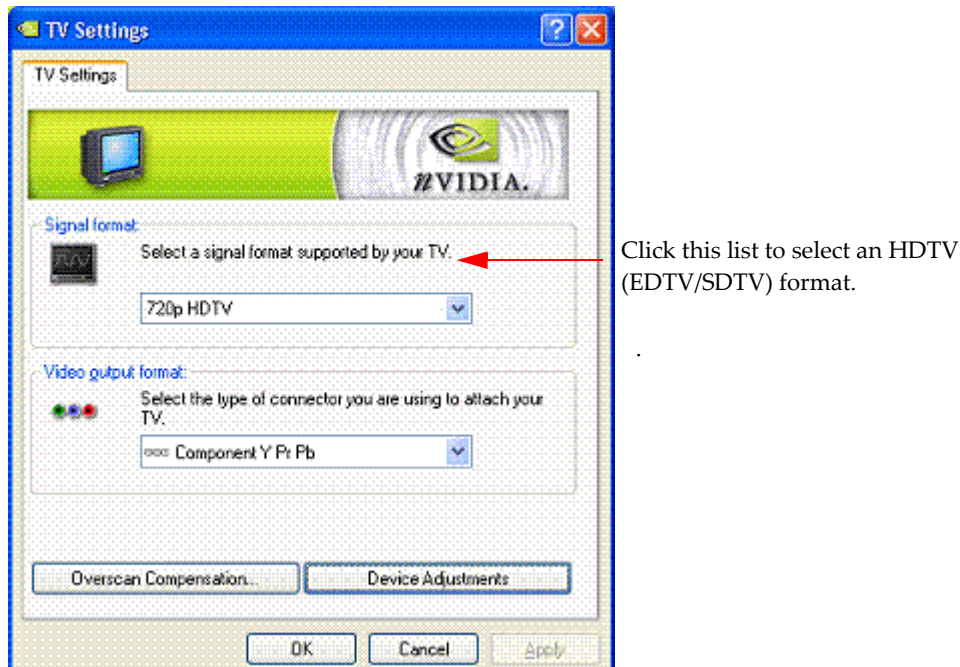 TV Settings
TV Settings
nVIDIA.
Signal format:
Select a signal format supported by your TV.
Click this list to select an HDTV
(EDTV/SDTV) format.
720p HDTV
.
Video output format:
Select the type of connector you are using to attach your
TV.
Component Y Pr Pb
Overscan Compensation...
Device Adjustments
OK
Cancel
Apply